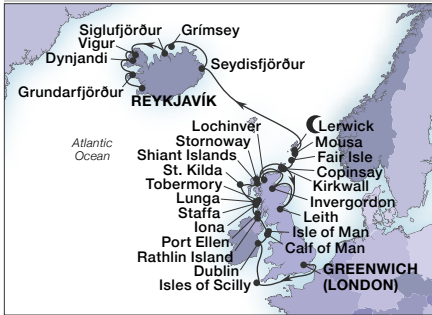 Siglufjörður
Grímsey
Vigur
Dynjandi
Seydisfjörður
Grundarfjörður
REYKJAVÍK
Atlantic
Ocean
Lochinver
Lerwick
Stornoway
Mousa
Shiant Islands
Fair Isle
St. Kilda
Copinsay
Tobermory
Kirkwall
Lunga
Invergordon
Staffa
Leith
Iona
Isle of Man
Port Ellen
Calf of Man
Rathlin Island
Dublin
GREENWICH
(LONDON)
Isles of Scilly